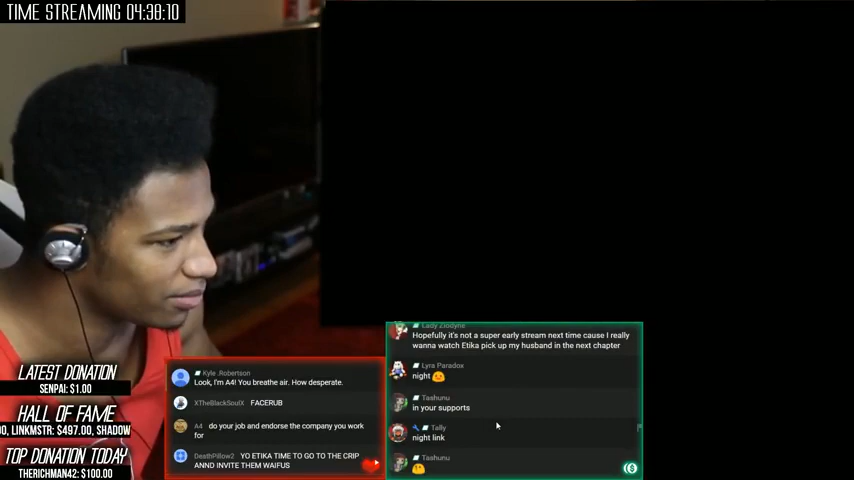 TIME STREAMING 04:38:10
Lady Ziodyne
Hopefully it's not a super early stream next time cause I really
wanna watch Etika pick up my husband in the next chapter
Lyra Paradox
night
Tashunu
in your supports
Tally
night link
Tashunu
Kyle .Robertson
Look, I'm A4! You breathe air. How desperate.
XTheBlackSoulX FACERUB
A4 do your job and endorse the company you work
for
DeathPillow2 YO ETIKA TIME TO GO TO THE CRIP
ANND INVITE THEM WAIFUS
LATEST DONATION
SENPAI: $1.00
HALL OF FAME
0, LINKMSTR: $497.00, SHADOW
TOP DONATION TODAY
THERICHMAN42: $100.00